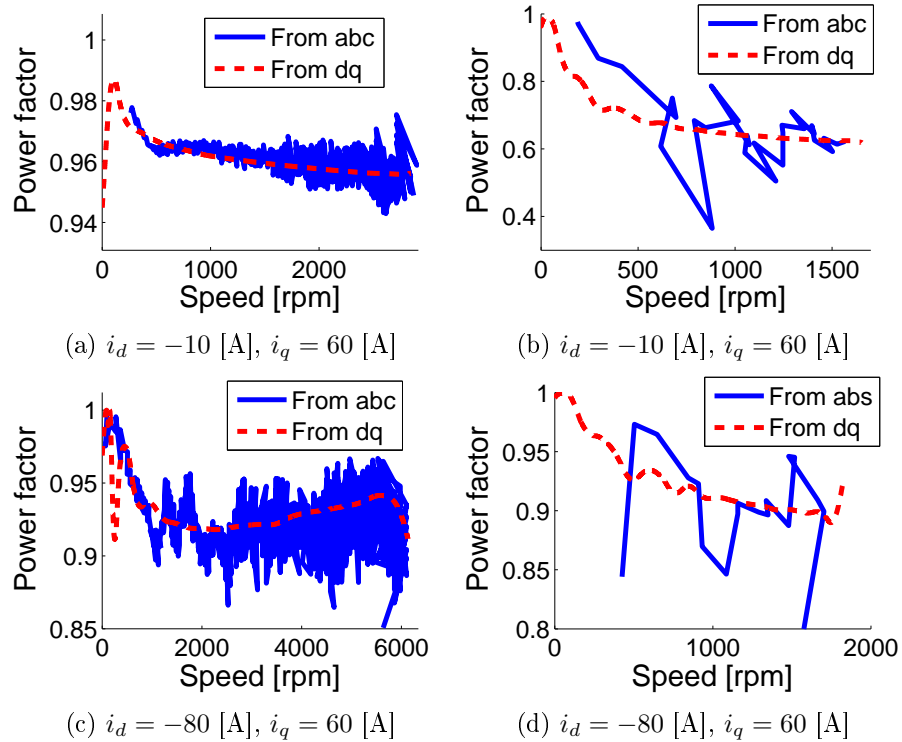 1
0.98
0.96
0.94
0
1000
2000
Power factor
Speed [rpm]
From abc
From dq
(a) i_d = −10 [A], i_q = 60 [A]
1
0.8
0.6
0.4
0
500
1000
1500
Power factor
Speed [rpm]
From abc
From dq
(b) i_d = −10 [A], i_q = 60 [A]
1
0.95
0.9
0.85
0
2000
4000
6000
Power factor
Speed [rpm]
From abc
From dq
(c) i_d = −80 [A], i_q = 60 [A]
1
0.95
0.9
0.85
0.8
0
1000
2000
Power factor
Speed [rpm]
From abs
From dq
(d) i_d = −80 [A], i_q = 60 [A]